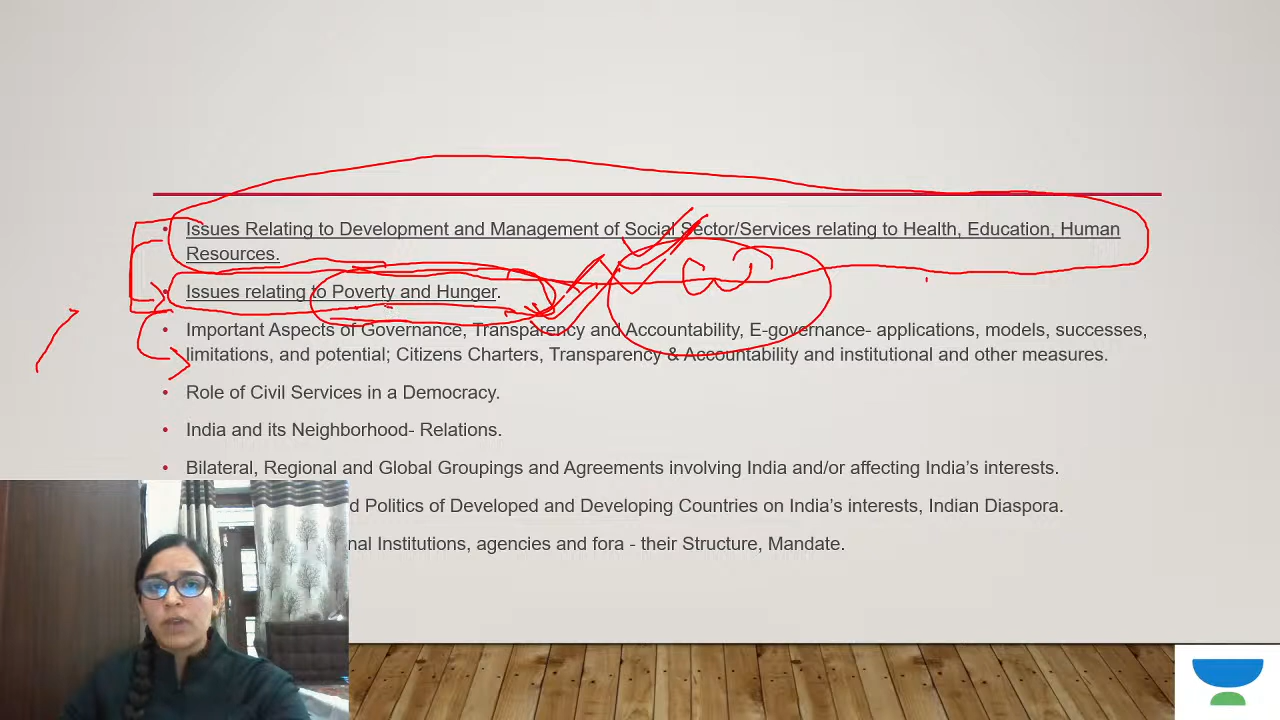 Issues Relating to Development and Management of Social Sector/Services relating to Health, Education, Human
Resources.
Issues relating to Poverty and Hunger.
Important Aspects of Governance, Transparency and Accountability, E-governance- applications, models, successes,
limitations, and potential; Citizens Charters, Transparency & Accountability and institutional and other measures.
Role of Civil Services in a Democracy.
India and its Neighborhood- Relations.
Bilateral, Regional and Global Groupings and Agreements involving India and/or affecting India’s interests.
d Politics of Developed and Developing Countries on India’s interests, Indian Diaspora.
nal Institutions, agencies and fora - their Structure, Mandate.